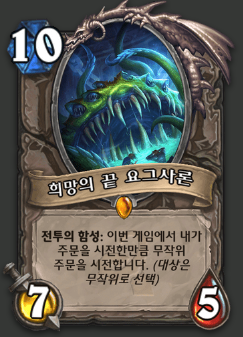 10
희망의 끝 요그사론
전투의 함성: 이번 게임에서 내가
주문을 시전한만큼 무작위
주문을 시전합니다. (대상은
무작위로 선택)
7
5